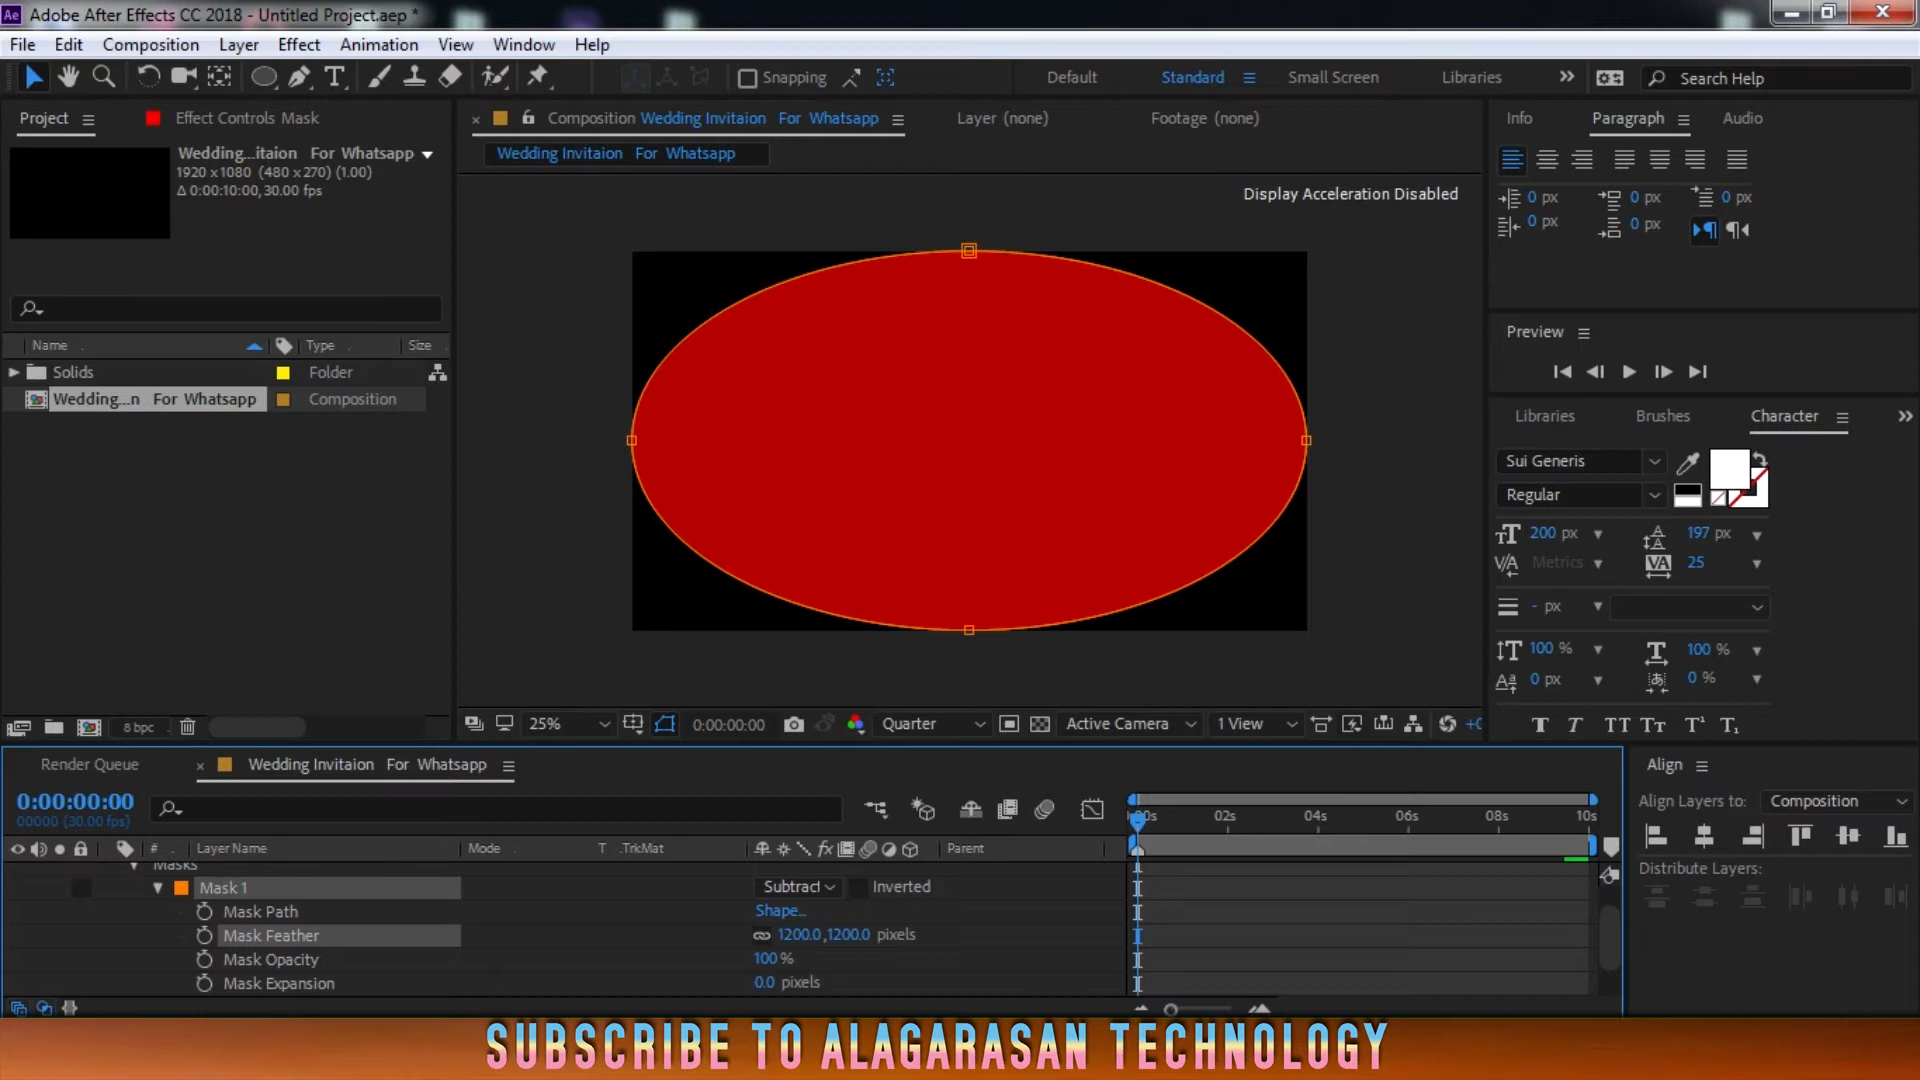 Adobe After Effects CC 2018 - Untitled Project.aep *
File Edit Composition Layer Effect Animation View Window Help
Snapping Default Standard Small Screen Libraries Search Help
Project Effect Controls Mask
Wedding...itaion For Whatsapp
1920 x1080 (480 x270) (1.00)
Δ 0:00:10:00, 30.00 fps
Name Type Size
Solids Folder
Wedding...n For Whatsapp Composition
8 bpc
Composition Wedding Invitaion For Whatsapp Layer (none) Footage (none)
Wedding Invitaion For Whatsapp
Display Acceleration Disabled
25% 0:00:00:00 Quarter Active Camera 1 View +0
Info Paragraph Audio
0 px 0 px 0 px
0 px 0 px
Preview
Libraries Brushes Character
Sui Generis
Regular
200 px 197 px
Metrics 25
- px
100 % 100 %
0 px 0 %
Render Queue Wedding Invitaion For Whatsapp
0:00:00:00
00000 (30.00 fps)
02s 04s 06s 08s 10s
# Layer Name Mode T .TrkMat Parent
Masks
Mask 1 Subtract Inverted
Mask Path Shape...
Mask Feather 1200.0,1200.0 pixels
Mask Opacity 100 %
Mask Expansion 0.0 pixels
Align
Align Layers to: Composition
Distribute Layers:
SUBSCRIBE TO ALAGARASAN TECHNOLOGY